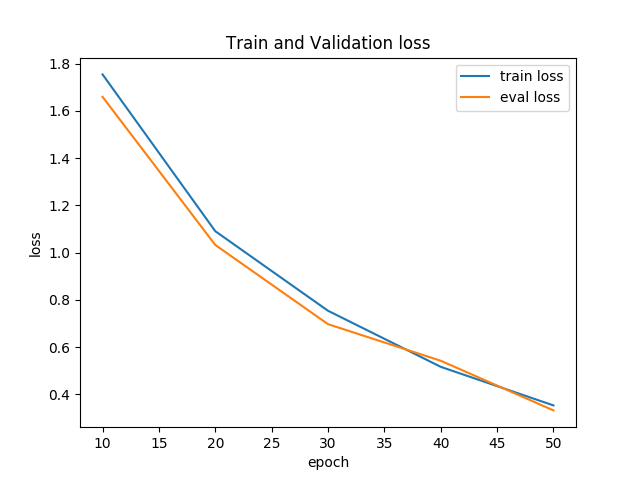 Train and Validation loss
train loss
eval loss
1.8
1.6
1.4
1.2
1.0
0.8
0.6
0.4
loss
10 15 20 25 30 35 40 45 50
epoch